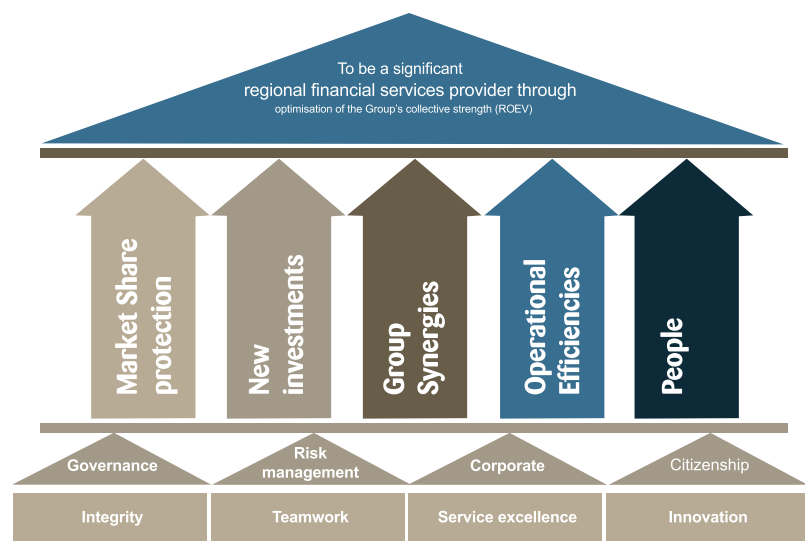 To be a significant
regional financial services provider through
optimisation of the Group's collective strength (ROEV)
Market Share
protection
New
investments
Group
Synergies
Operational
Efficiencies
People
Governance
Risk
management
Corporate
Citizenship
Integrity
Teamwork
Service excellence
Innovation